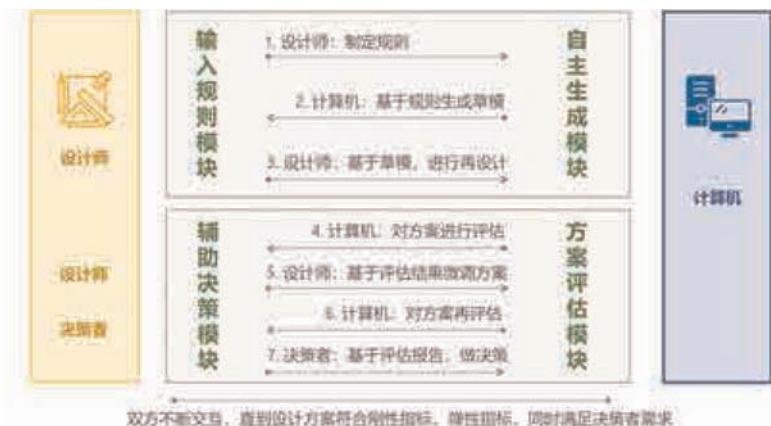 输入规则模块
1. 设计师：制定规则
2. 计算机：基于规则生成草模
3. 设计师：基于草模，进行再设计
自主生成模块
设计师
计算机
辅助决策模块
4. 计算机：对方案进行评估
5. 设计师：基于评估结果微调方案
6. 计算机：对方案再评估
7. 决策者：基于评估报告，做决策
方案评估模块
设计师
决策者
双方不断交互，直到设计方案符合刚性指标、弹性指标，同时满足决策者需求